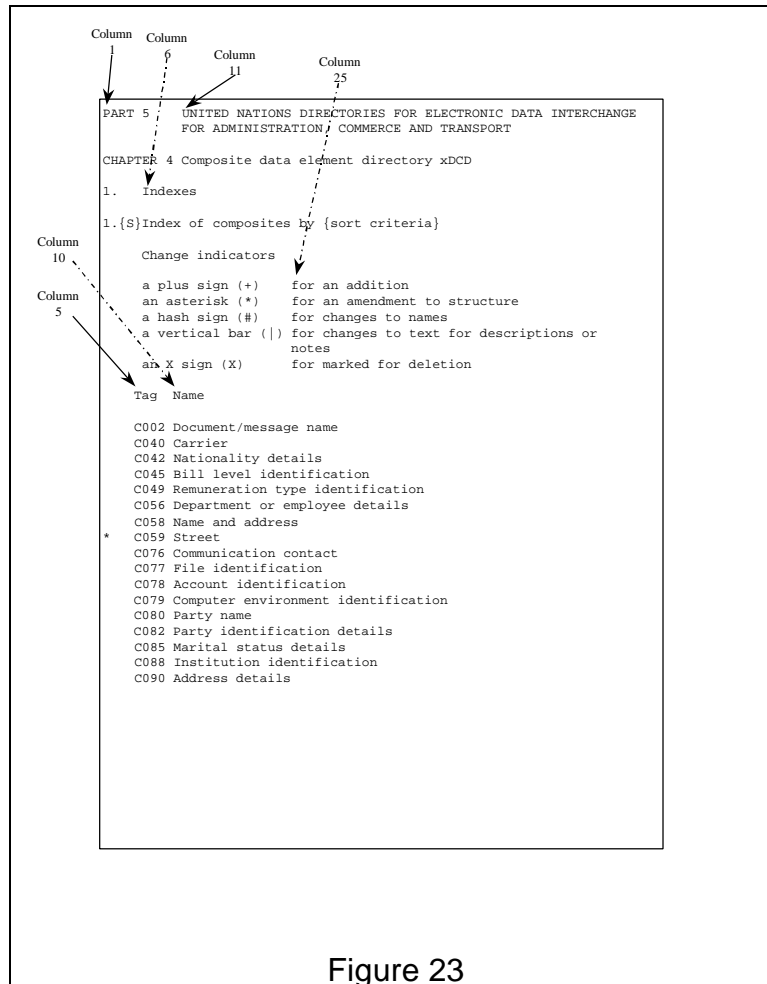 Column
1
Column
6
Column
11
Column
25
PART 5 UNITED NATIONS DIRECTORIES FOR ELECTRONIC DATA INTERCHANGE
FOR ADMINISTRATION, COMMERCE AND TRANSPORT
CHAPTER 4 Composite data element directory xDCD
1. Indexes
1.{S}Index of composites by {sort criteria}
Column
10
Change indicators
a plus sign (+) for an addition
Column
5
an asterisk (*) for an amendment to structure
a hash sign (#) for changes to names
a vertical bar (|) for changes to text for descriptions or
notes
an X sign (X) for marked for deletion
Tag Name
C002 Document/message name
C040 Carrier
C042 Nationality details
C045 Bill level identification
C049 Remuneration type identification
C056 Department or employee details
C058 Name and address
* C059 Street
C076 Communication contact
C077 File identification
C078 Account identification
C079 Computer environment identification
C080 Party name
C082 Party identification details
C085 Marital status details
C088 Institution identification
C090 Address details
Figure 23